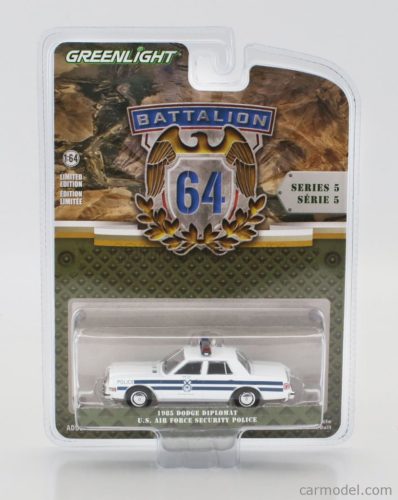 GREENLIGHT
BATTALION
64
1:64
LIMITED
EDITION
EDITION
LIMITÉE
SERIES 5
SÉRIE 5
POLICE
1985 DODGE DIPLOMAT
U.S. AIR FORCE SECURITY POLICE
carmodel.com